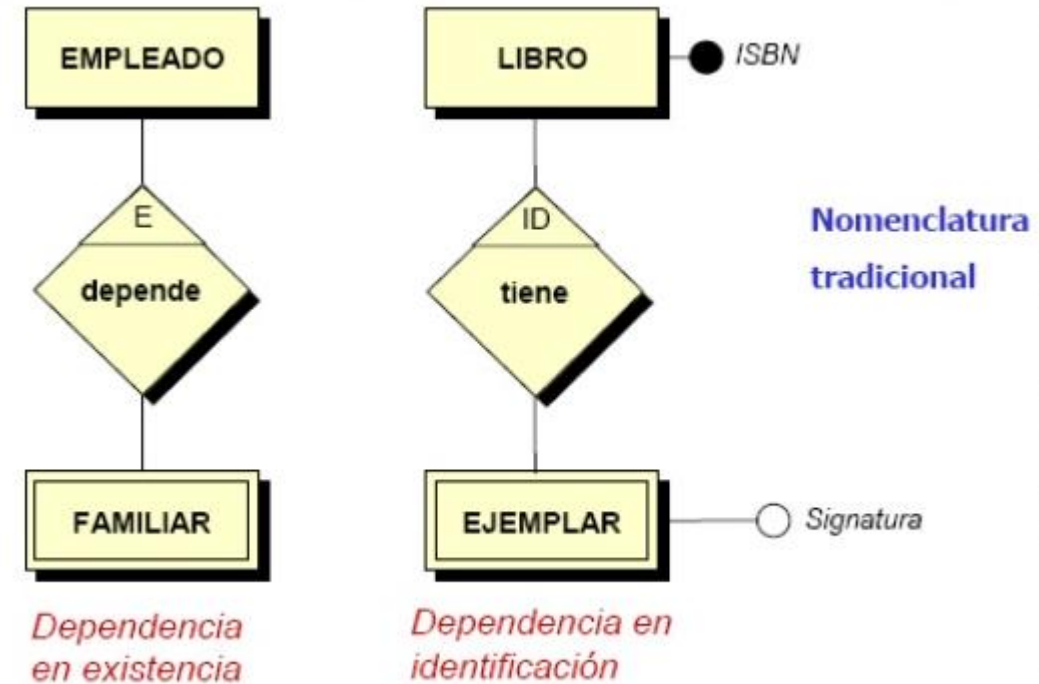 EMPLEADO
LIBRO
ISBN
E
ID
Nomenclatura
tradicional
depende
tiene
FAMILIAR
EJEMPLAR
Signatura
Dependencia
en existencia
Dependencia en
identificación